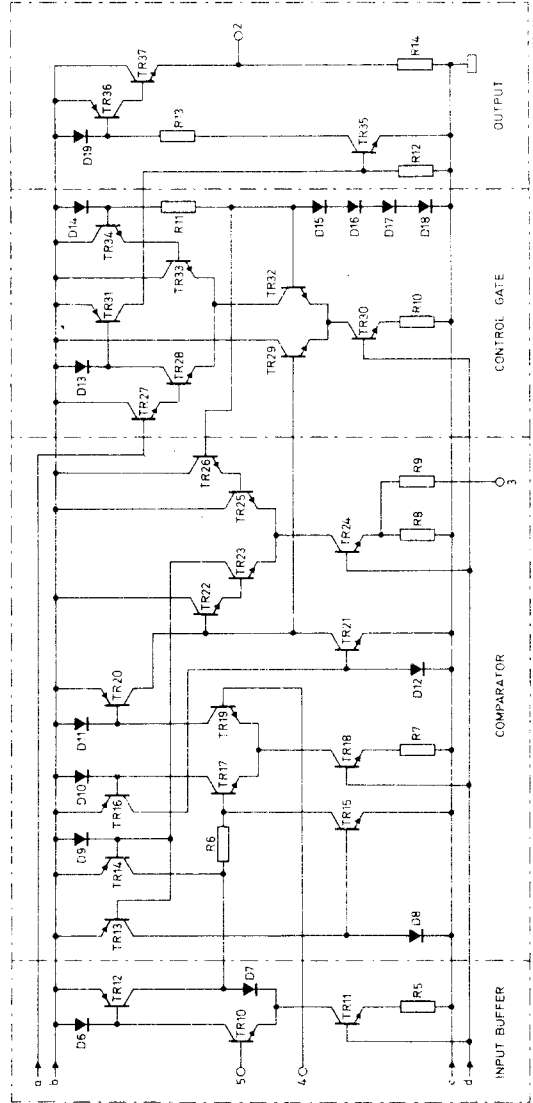 a
b
c
d
INPUT BUFFER
D6
TR12
TR10
D7
5
4
TR11
R5
COMPARATOR
TR13
TR14
D9
TR16
D10
D11
TR20
R6
TR17
TR19
TR22
TR23
TR25
TR26
D8
TR15
TR18
R7
TR21
D12
TR24
R8
R9
3
CONTROL GATE
TR27
D13
TR28
TR31
TR33
TR34
D14
R11
TR29
TR32
TR30
R10
D15
D16
D17
D18
OUTPUT
D19
TR36
TR37
R13
2
TR35
R12
R14